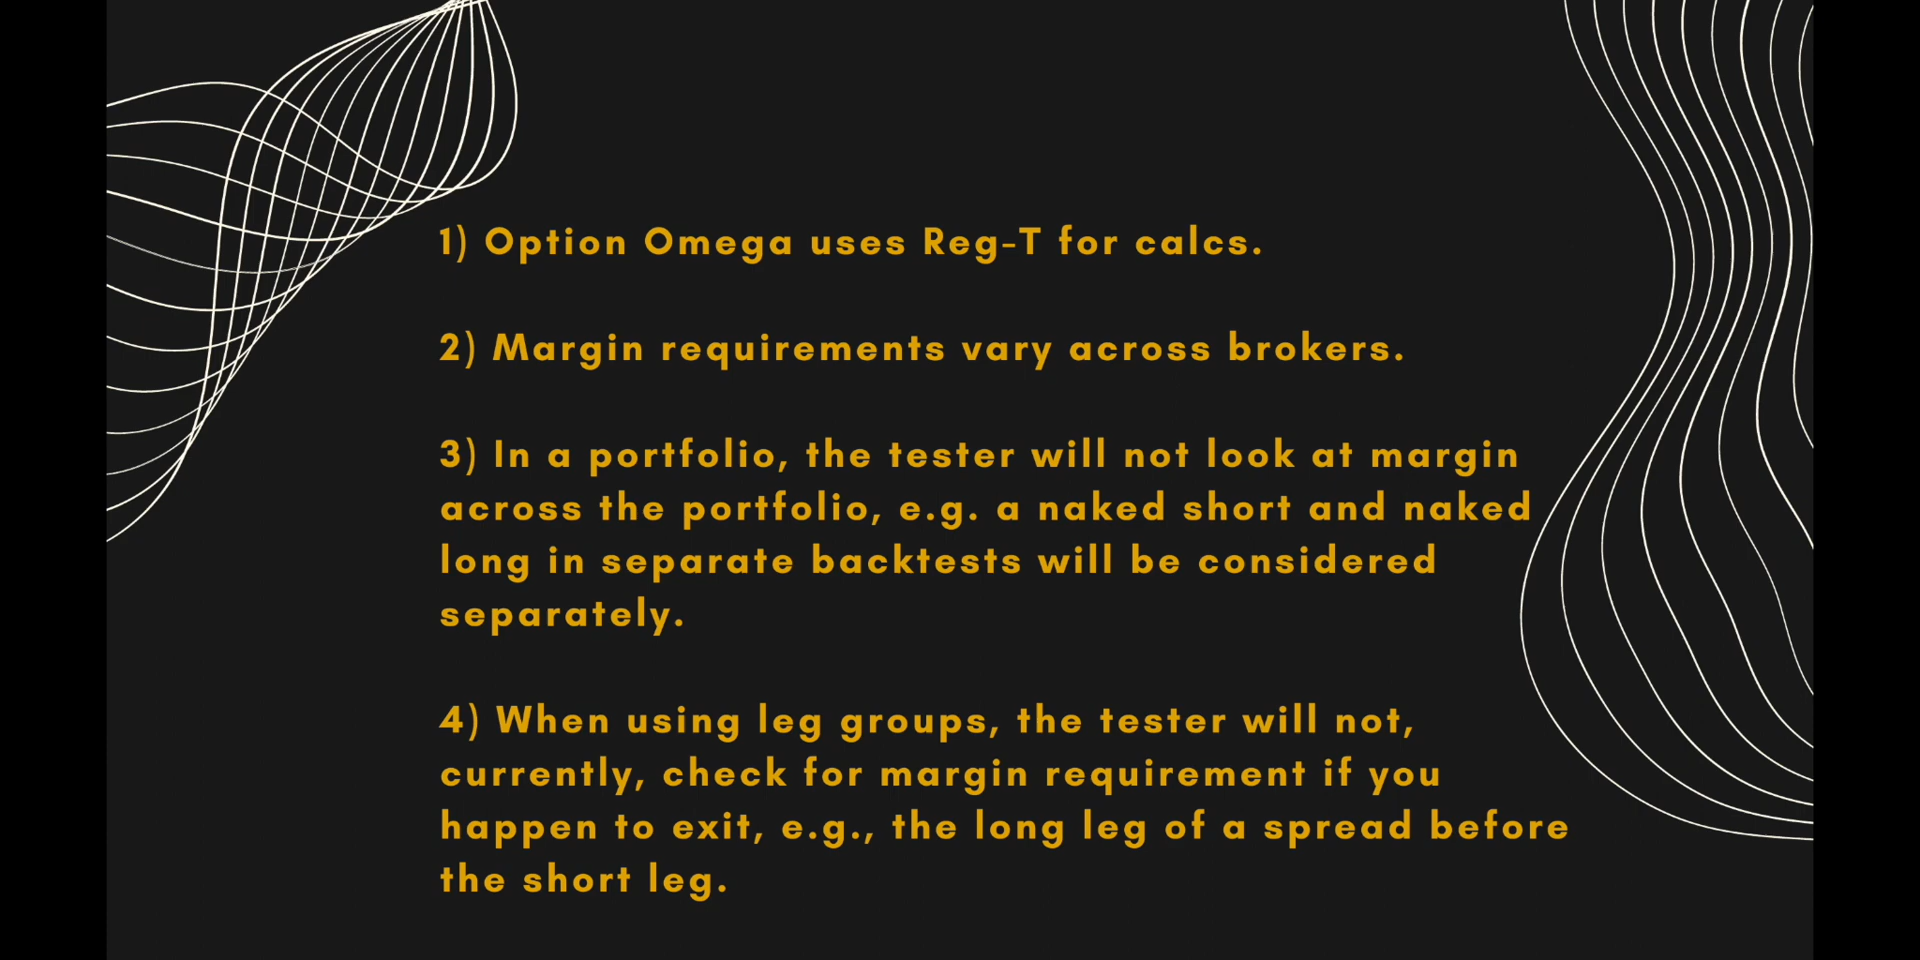 1) Option Omega uses Reg-T for calcs.
2) Margin requirements vary across brokers.
3) In a portfolio, the tester will not look at margin
across the portfolio, e.g. a naked short and naked
long in separate backtests will be considered
separately.
4) When using leg groups, the tester will not,
currently, check for margin requirement if you
happen to exit, e.g., the long leg of a spread before
the short leg.